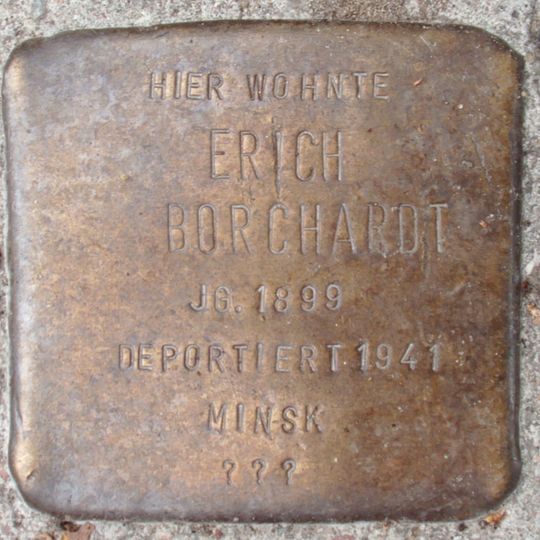 HIER WOHNTE
ERICH
BORCHARDT
JG. 1899
DEPORTIERT 1941
MINSK
???